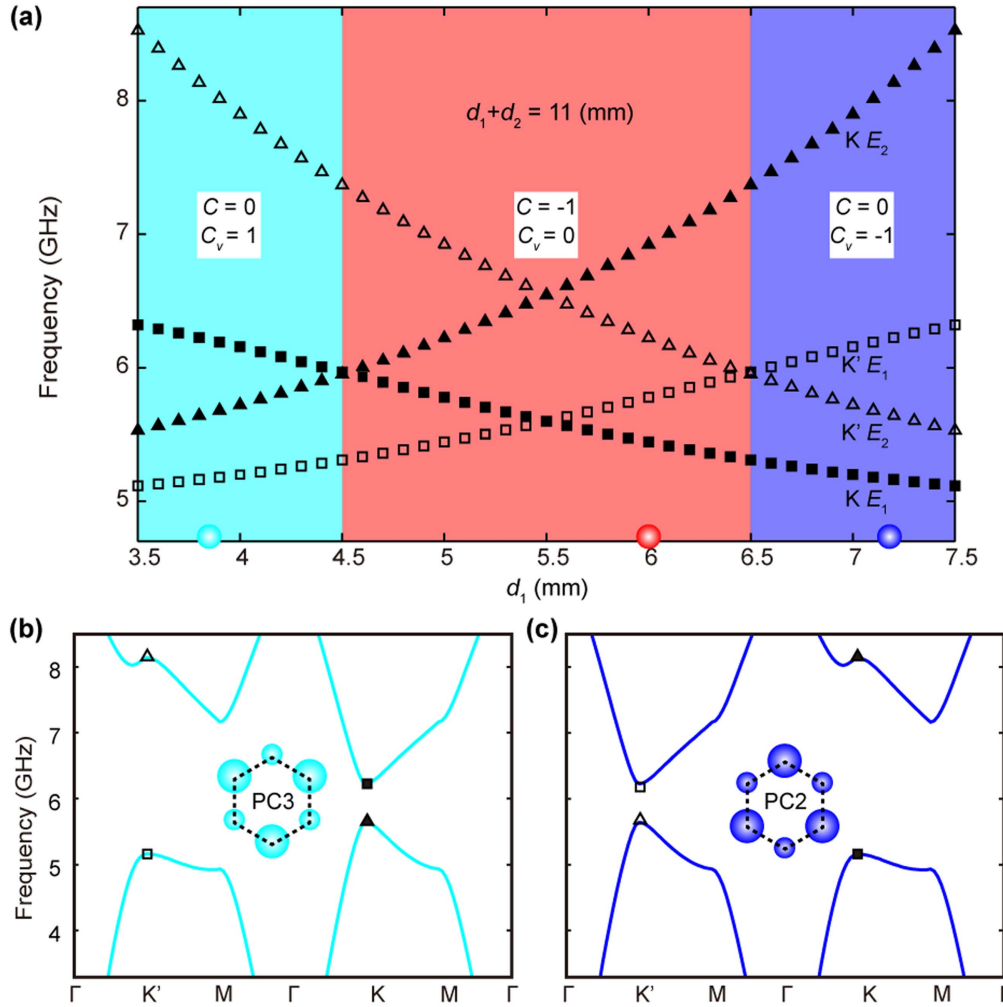 (a)
d1+d2 = 11 (mm)
K E2
C = 0
Cv = 1
C = -1
Cv = 0
C = 0
Cv = -1
K' E1
K' E2
K E1
Frequency (GHz)
8
7
6
5
3.5 4 4.5 5 5.5 6 6.5 7 7.5
d1 (mm)
(b)
Frequency (GHz)
8
7
6
5
4
PC3
Γ K' M Γ K M Γ
(c)
PC2
Γ K' M Γ K M